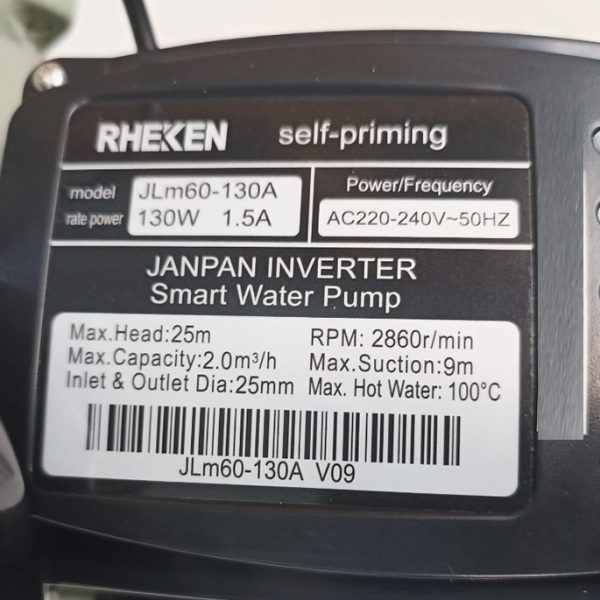 RHEKEN self-priming
model JLm60-130A Power/Frequency
rate power 130W 1.5A AC220-240V~50HZ
JANPAN INVERTER
Smart Water Pump
Max.Head:25m RPM: 2860r/min
Max.Capacity:2.0m³/h Max.Suction:9m
Inlet & Outlet Dia:25mm Max. Hot Water: 100°C
JLm60-130A V09